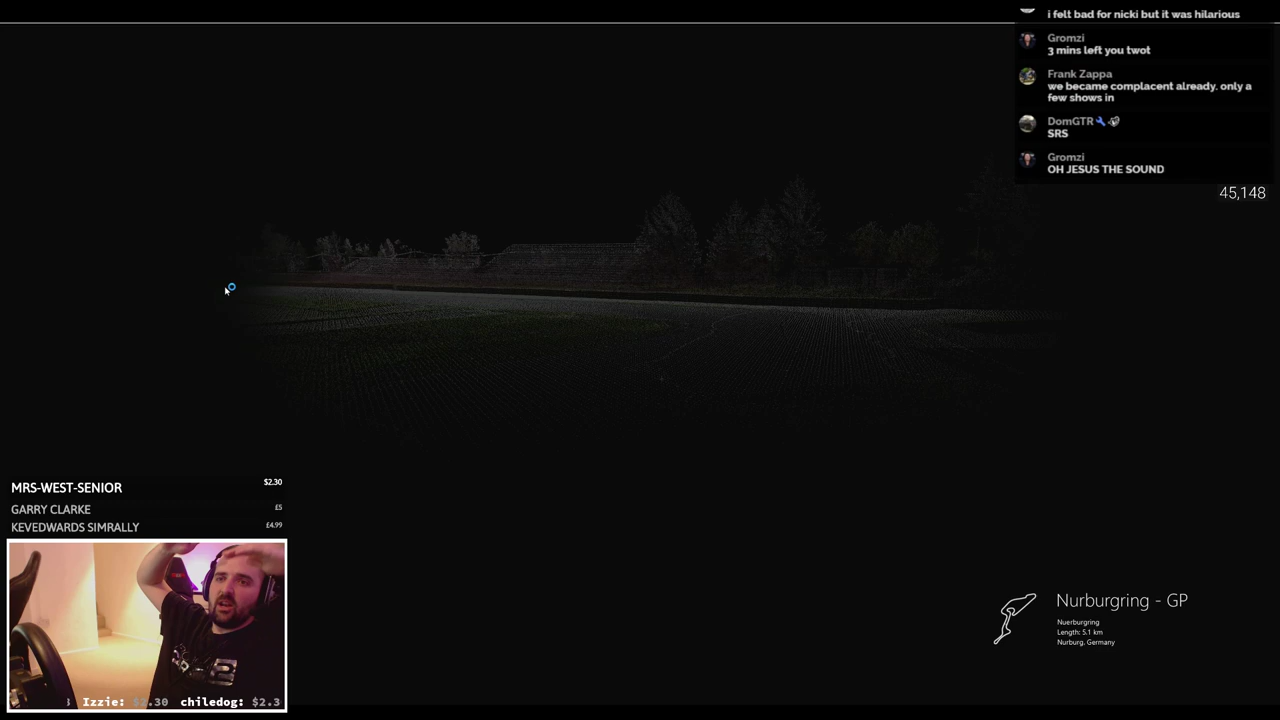 i felt bad for nicki but it was hilarious
Gromzi
3 mins left you twot
Frank Zappa
we became complacent already. only a
few shows in
DomGTR
SRS
Gromzi
OH JESUS THE SOUND
45,148
MRS-WEST-SENIOR $2.30
GARRY CLARKE £5
KEVEDWARDS SIMRALLY £4.99
Izzie: $2.30 chiledog: $2.3
Nurburgring - GP
Nuerburgring
Length: 5.1 km
Nurburg, Germany